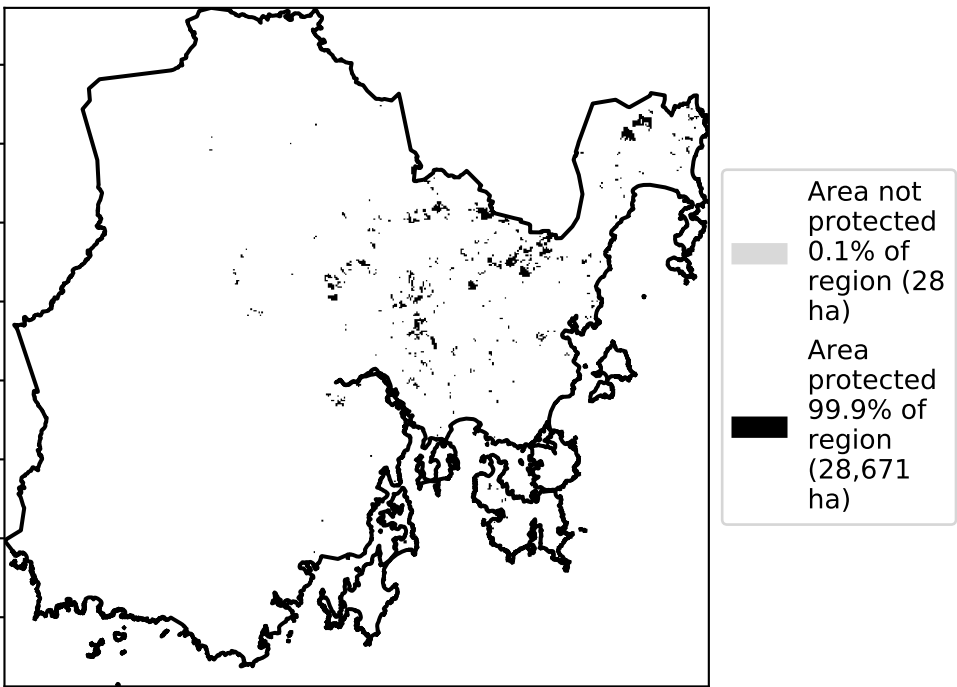 Area not
protected
0.1% of
region (28
ha)
Area
protected
99.9% of
region
(28,671
ha)